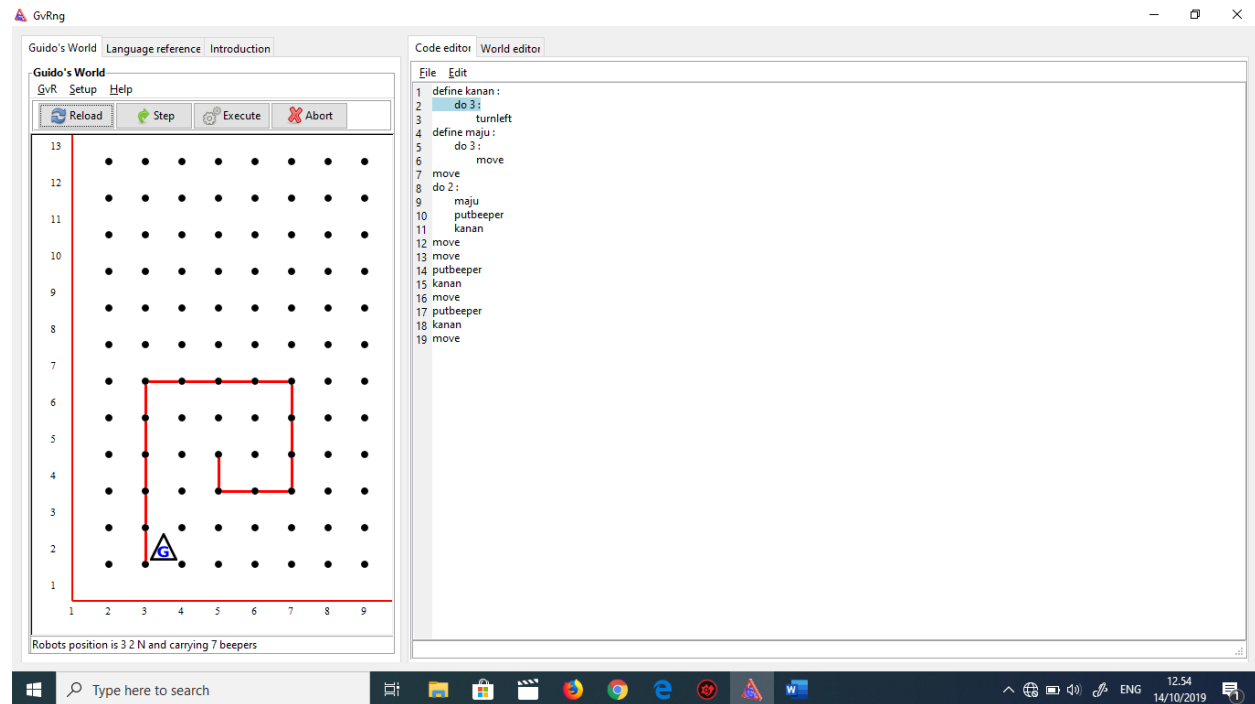 GvRng
Guido's World Language reference Introduction
Guido's World
GvR Setup Help
Reload Step Execute Abort
13
12
11
10
9
8
7
6
5
4
3
2
1
G
1 2 3 4 5 6 7 8 9
Robots position is 3 2 N and carrying 7 beepers
Code editor World editor
File Edit
1 define kanan :
2 do 3 :
3 turnleft
4 define maju :
5 do 3 :
6 move
7 move
8 do 2 :
9 maju
10 putbeeper
11 kanan
12 move
13 move
14 putbeeper
15 kanan
16 move
17 putbeeper
18 kanan
19 move
Type here to search
W
ENG
12.54
14/10/2019
1